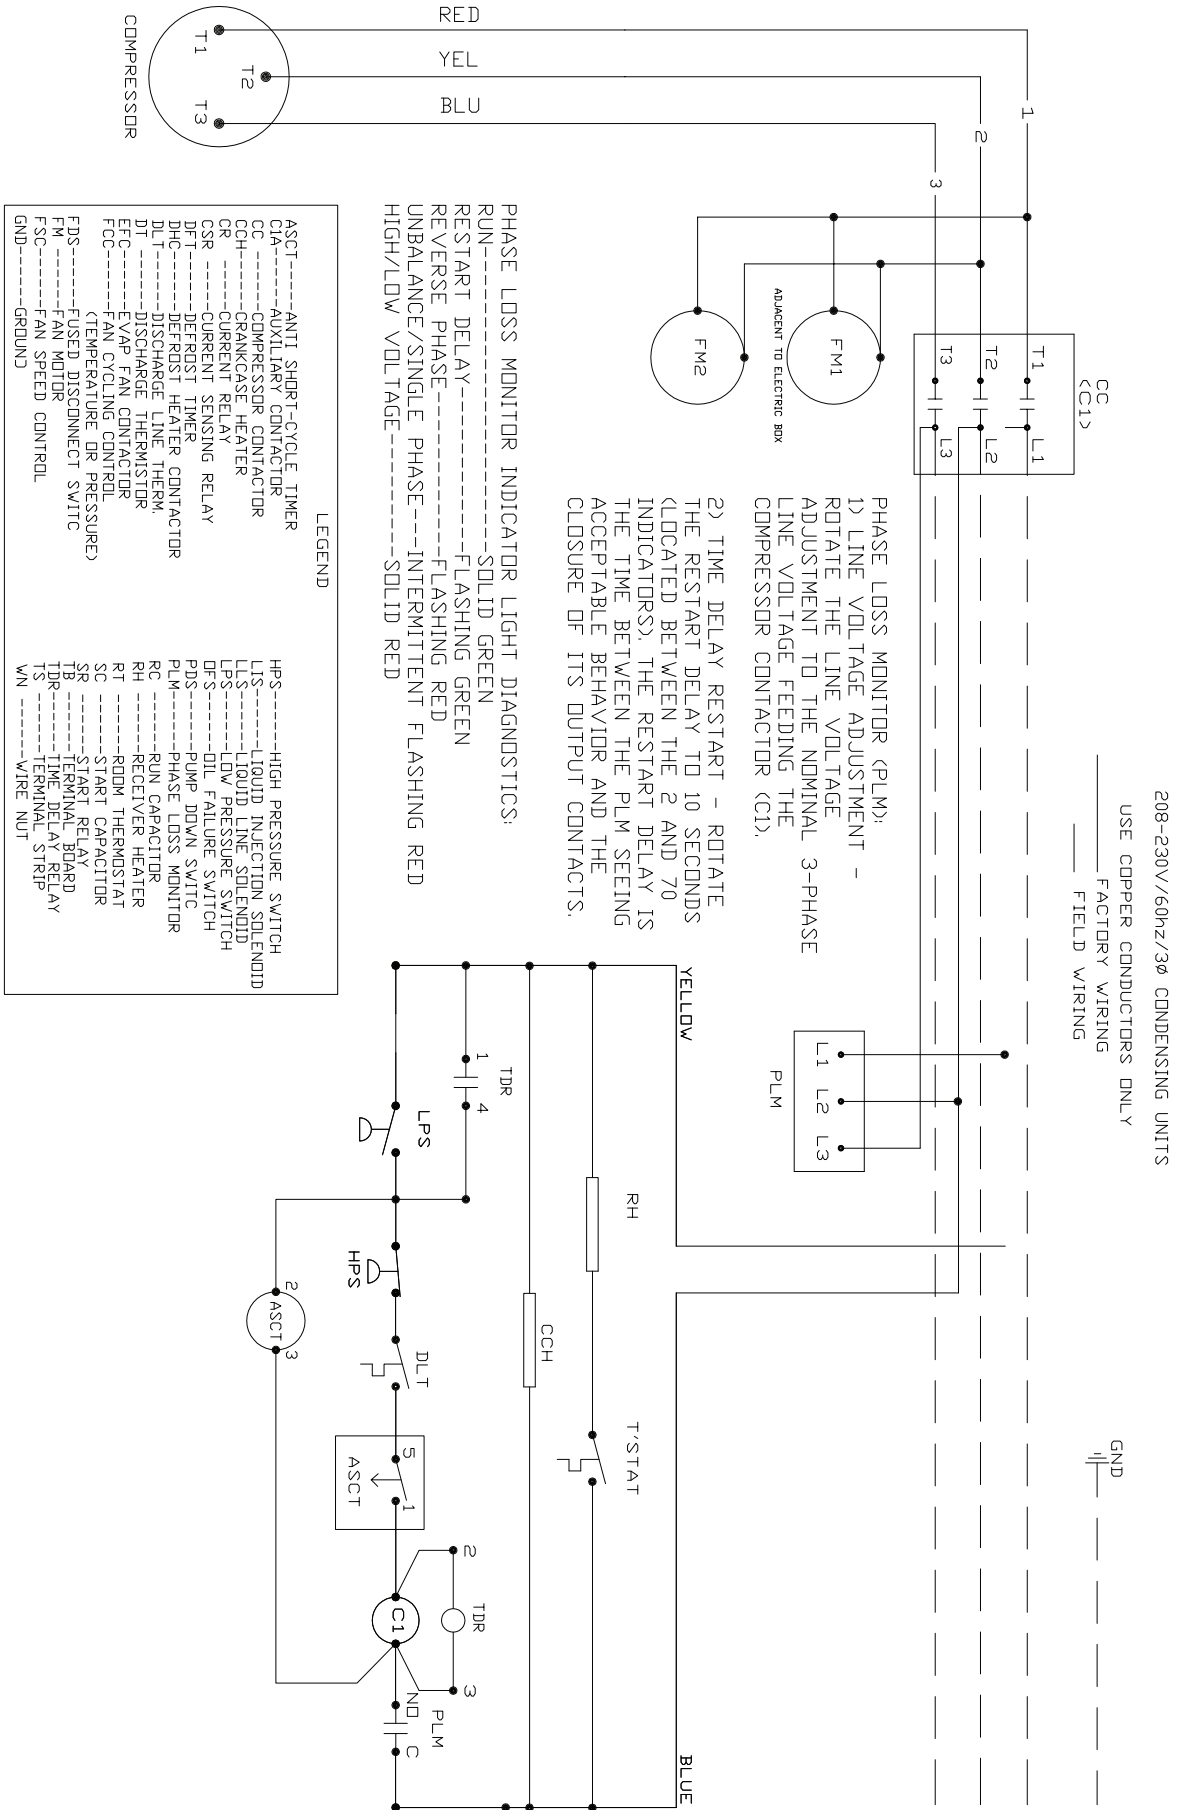 208-230V/60hz/3ø CONDENSING UNITS
USE COPPER CONDUCTORS ONLY
FACTORY WIRING
FIELD WIRING
GND
CC
(C1)
T1 L1
T2 L2
T3 L3
1
2
3
RED
YEL
BLU
T1
T2
T3
COMPRESSOR
FM1
ADJACENT TO ELECTRIC BOX
FM2
PHASE LOSS MONITOR (PLM):
1) LINE VOLTAGE ADJUSTMENT -
ROTATE THE LINE VOLTAGE
ADJUSTMENT TO THE NOMINAL 3-PHASE
LINE VOLTAGE FEEDING THE
COMPRESSOR CONTACTOR (C1).
2) TIME DELAY RESTART - ROTATE
THE RESTART DELAY TO 10 SECONDS
(LOCATED BETWEEN THE 2 AND 70
INDICATORS). THE RESTART DELAY IS
THE TIME BETWEEN THE PLM SEEING
ACCEPTABLE BEHAVIOR AND THE
CLOSURE OF ITS OUTPUT CONTACTS.
PHASE LOSS MONITOR INDICATOR LIGHT DIAGNOSTICS:
RUN------------SOLID GREEN
RESTART DELAY------------FLASHING GREEN
REVERSE PHASE------------FLASHING RED
UNBALANCE/SINGLE PHASE---INTERMITTENT FLASHING RED
HIGH/LOW VOLTAGE---------SOLID RED
L1 L2 L3
PLM
YELLOW
BLUE
RH
T'STAT
CCH
TDR
1 4
LPS
HPS
DLT
5 1
ASCT
2 ASCT 3
C1
2 TDR 3
PLM
NO C
LEGEND
ASCT-----ANTI SHORT-CYCLE TIMER
C1A------AUXILIARY CONTACTOR
CC ------COMPRESSOR CONTACTOR
CCH------CRANKCASE HEATER
CR ------CURRENT RELAY
CSR -----CURRENT SENSING RELAY
DFT------DEFROST TIMER
DHC------DEFROST HEATER CONTACTOR
DLT------DISCHARGE LINE THERM.
DT ------DISCHARGE THERMISTOR
EFC------EVAP FAN CONTACTOR
FCC------FAN CYCLING CONTROL
(TEMPERATURE OR PRESSURE)
FDS------FUSED DISCONNECT SWITC
FM ------FAN MOTOR
FSC------FAN SPEED CONTROL
GND------GROUND
HPS------HIGH PRESSURE SWITCH
LIS------LIQUID INJECTION SOLENOID
LLS------LIQUID LINE SOLENOID
LPS------LOW PRESSURE SWITCH
OFS------OIL FAILURE SWITCH
PDS------PUMP DOWN SWITC
PLM------PHASE LOSS MONITOR
RC ------RUN CAPACITOR
RH ------RECEIVER HEATER
RT ------ROOM THERMOSTAT
SC ------START CAPACITOR
SR ------START RELAY
TB ------TERMINAL BOARD
TDR------TIME DELAY RELAY
TS ------TERMINAL STRIP
WN ------WIRE NUT